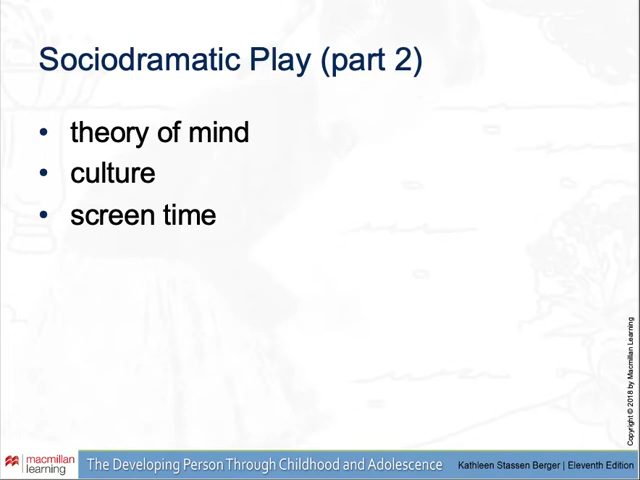 Sociodramatic Play (part 2)
• theory of mind
• culture
• screen time
Copyright © 2018 by Macmillan Learning
macmillan
learning
The Developing Person Through Childhood and Adolescence
Kathleen Stassen Berger | Eleventh Edition